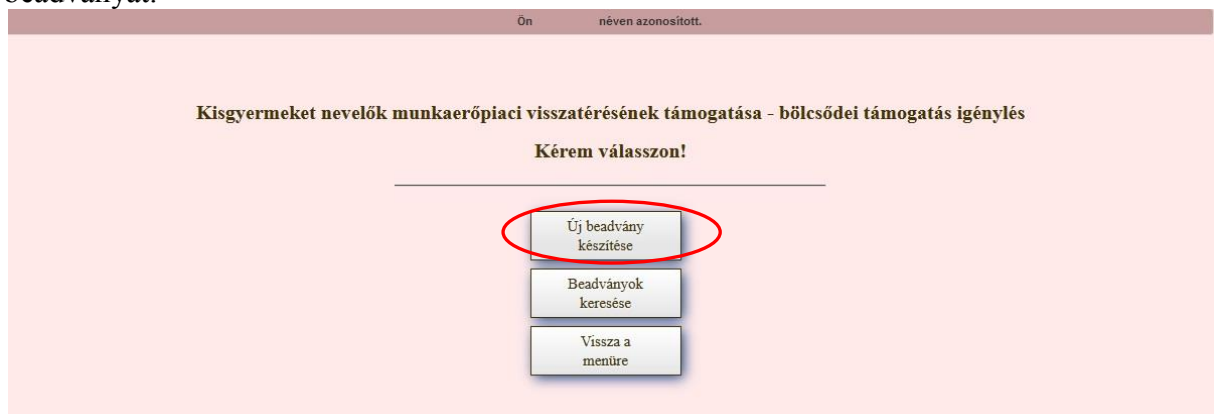 beadványát.
Ön néven azonosított.
Kisgyermeket nevelők munkaerőpiaci visszatérésének támogatása - bölcsődei támogatás igénylés
Kérem válasszon!
Új beadvány
készítése
Beadványok
keresése
Vissza a
menüre